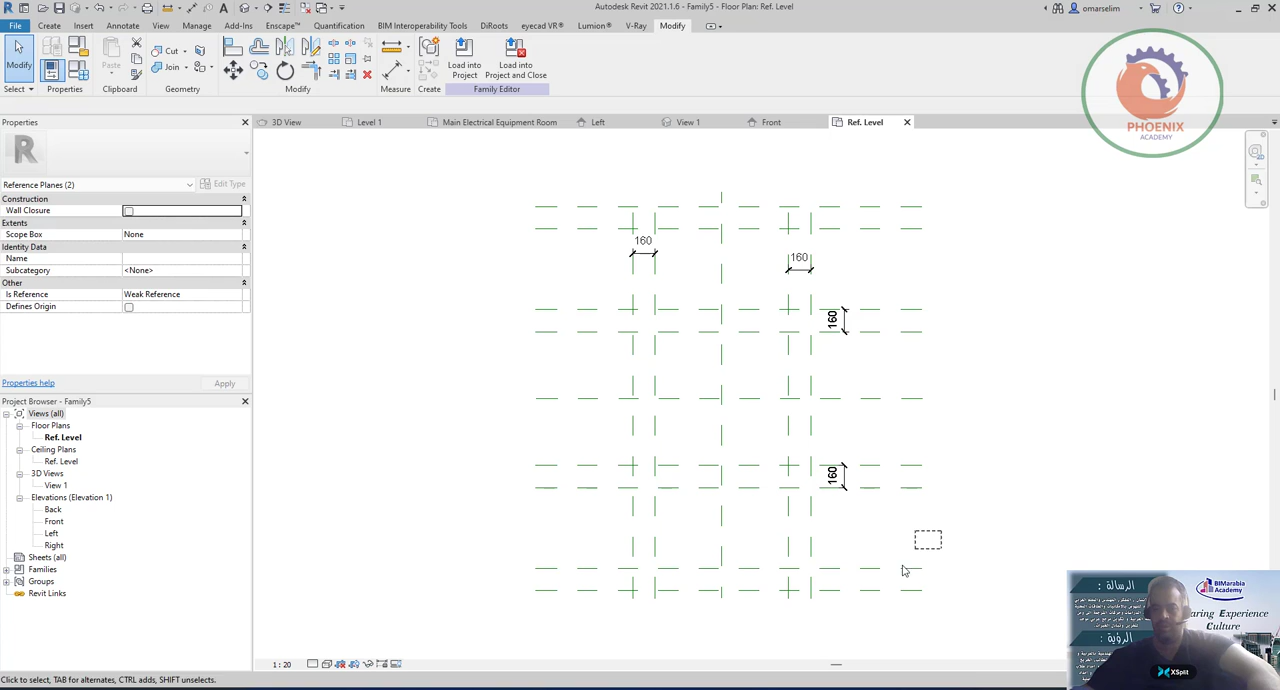 Autodesk Revit 2021.1.6 - Family5 - Floor Plan: Ref. Level
omarselim
File Create Insert Annotate View Manage Add-Ins Enscape™ Quantification BIM Interoperability Tools DiRoots eyecad VR® Lumion® V-Ray Modify
Modify
Paste
Cut
Join
Load into Project
Load into Project and Close
Select Properties Clipboard Geometry Modify Measure Create Family Editor
PHOENIX
ACADEMY
Properties
3D View Level 1 Main Electrical Equipment Room Left View 1 Front Ref. Level
Reference Planes (2) Edit Type
Construction
Wall Closure
Extents
Scope Box None
Identity Data
Name
Subcategory <None>
Other
Is Reference Weak Reference
Defines Origin
Properties help Apply
Project Browser - Family5
Views (all)
Floor Plans
Ref. Level
Ceiling Plans
Ref. Level
3D Views
View 1
Elevations (Elevation 1)
Back
Front
Left
Right
Sheets (all)
Families
Groups
Revit Links
160
160
160
160
1 : 20
الرسالة :
الرؤية :
BIMarabia
Academy
aring Experience
Culture
XSplit
Click to select, TAB for alternates, CTRL adds, SHIFT unselects.